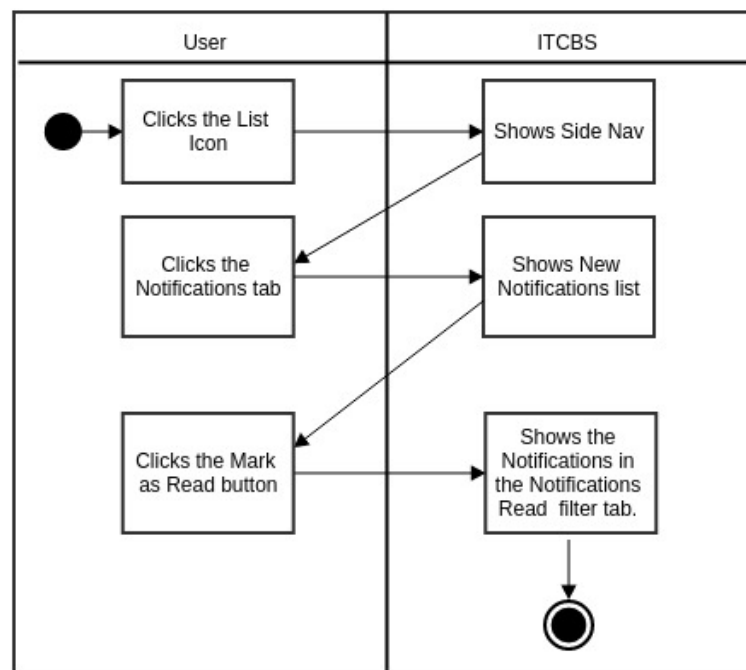 User
ITCBS
Clicks the List
Icon
Shows Side Nav
Clicks the
Notifications tab
Shows New
Notifications list
Clicks the Mark
as Read button
Shows the
Notifications in
the Notifications
Read filter tab.